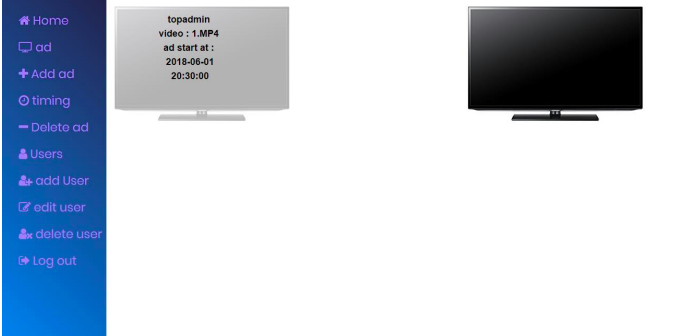 Home
ad
Add ad
timing
Delete ad
Users
add User
edit user
delete user
Log out
topadmin
video : 1.MP4
ad start at :
2018-06-01
20:30:00